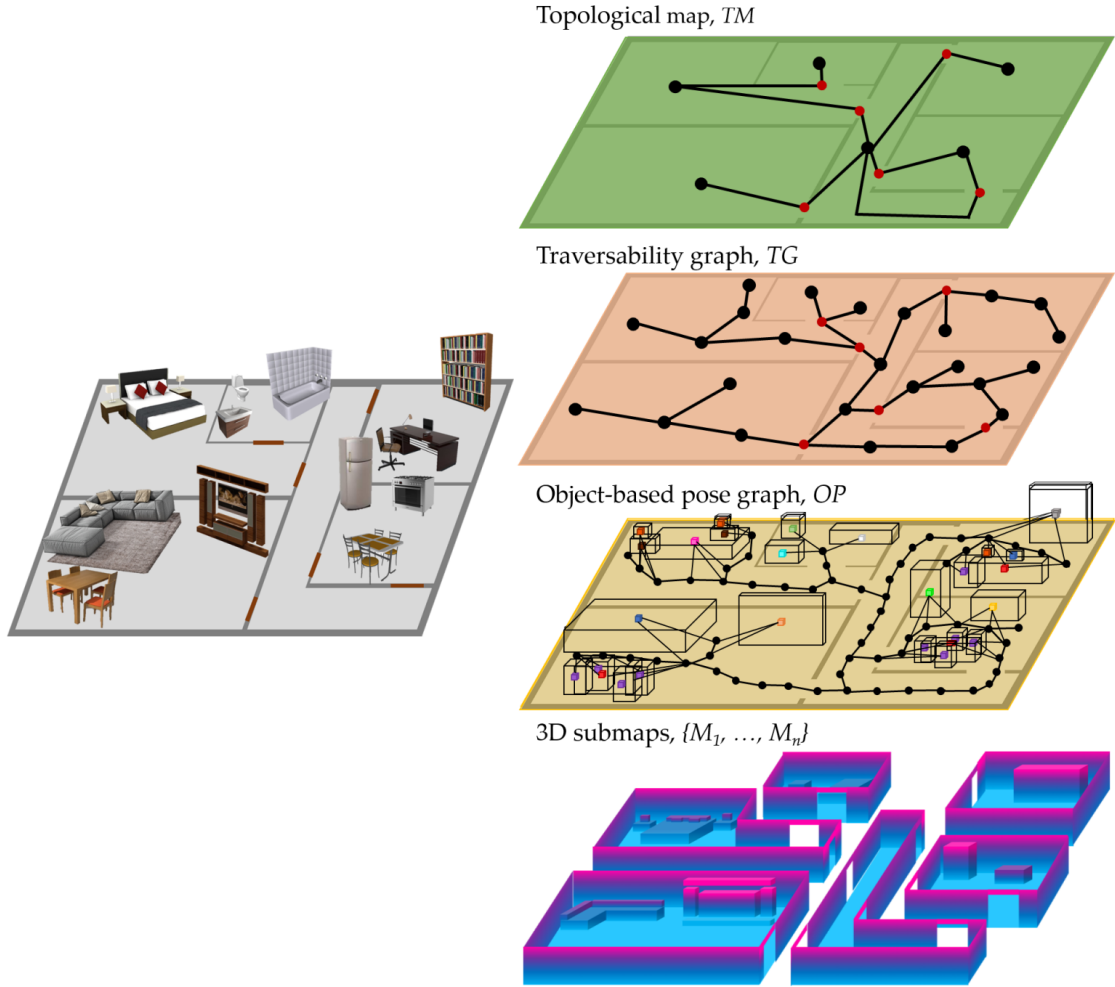 Topological map, TM
Traversability graph, TG
Object-based pose graph, OP
3D submaps, {M1, …, Mn}